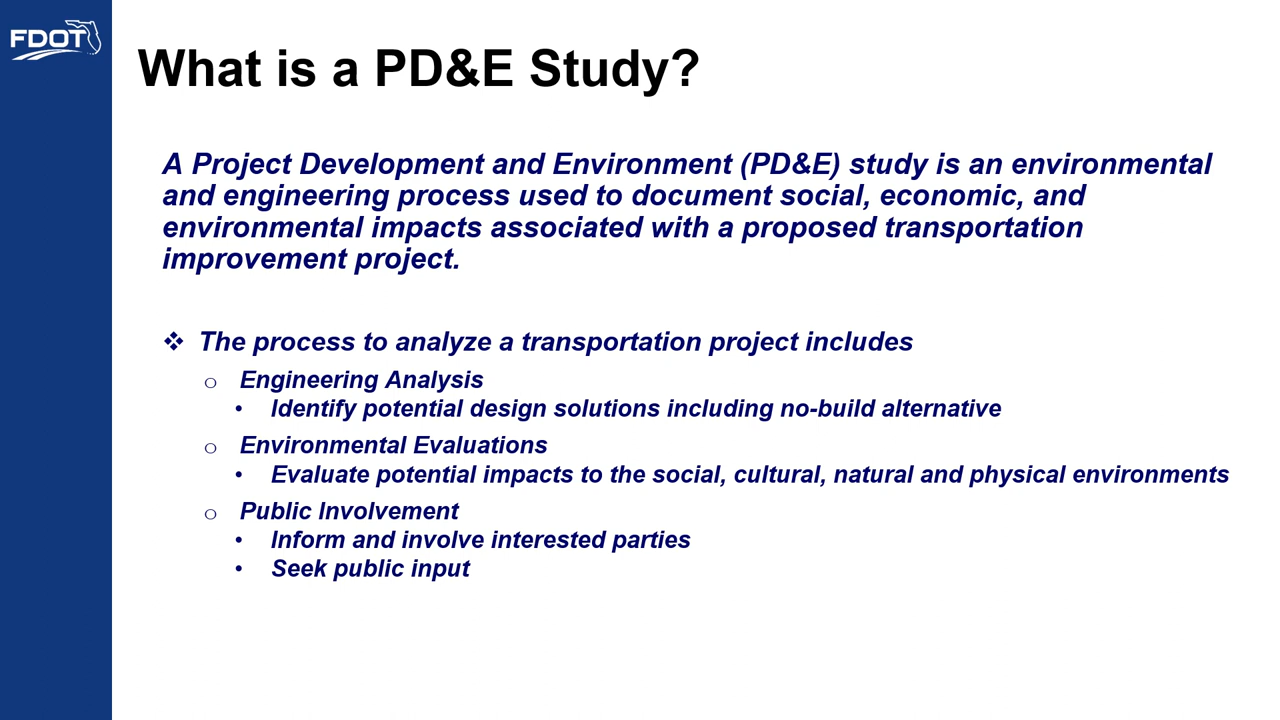 FDOT
What is a PD&E Study?
A Project Development and Environment (PD&E) study is an environmental
and engineering process used to document social, economic, and
environmental impacts associated with a proposed transportation
improvement project.
❖ The process to analyze a transportation project includes
o Engineering Analysis
• Identify potential design solutions including no-build alternative
o Environmental Evaluations
• Evaluate potential impacts to the social, cultural, natural and physical environments
o Public Involvement
• Inform and involve interested parties
• Seek public input